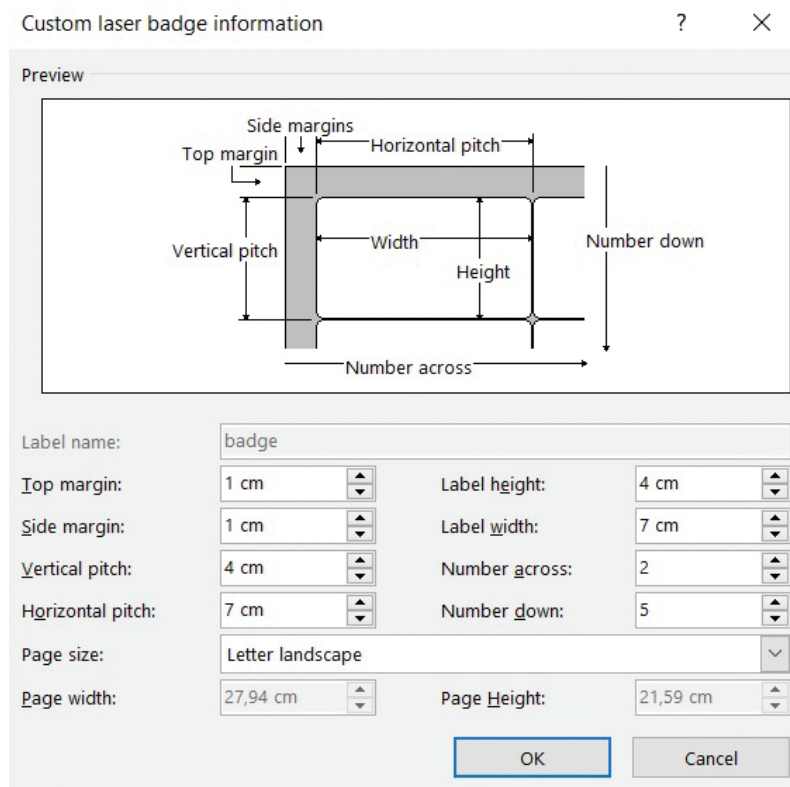 Custom laser badge information ?
Preview
Side margins
Horizontal pitch
Top margin
Vertical pitch
Width
Number down
Height
Number across
Label name: badge
Top margin: 1 cm Label height: 4 cm
Side margin: 1 cm Label width: 7 cm
Vertical pitch: 4 cm Number across: 2
Horizontal pitch: 7 cm Number down: 5
Page size: Letter landscape
Page width: 27,94 cm Page Height: 21,59 cm
OK Cancel